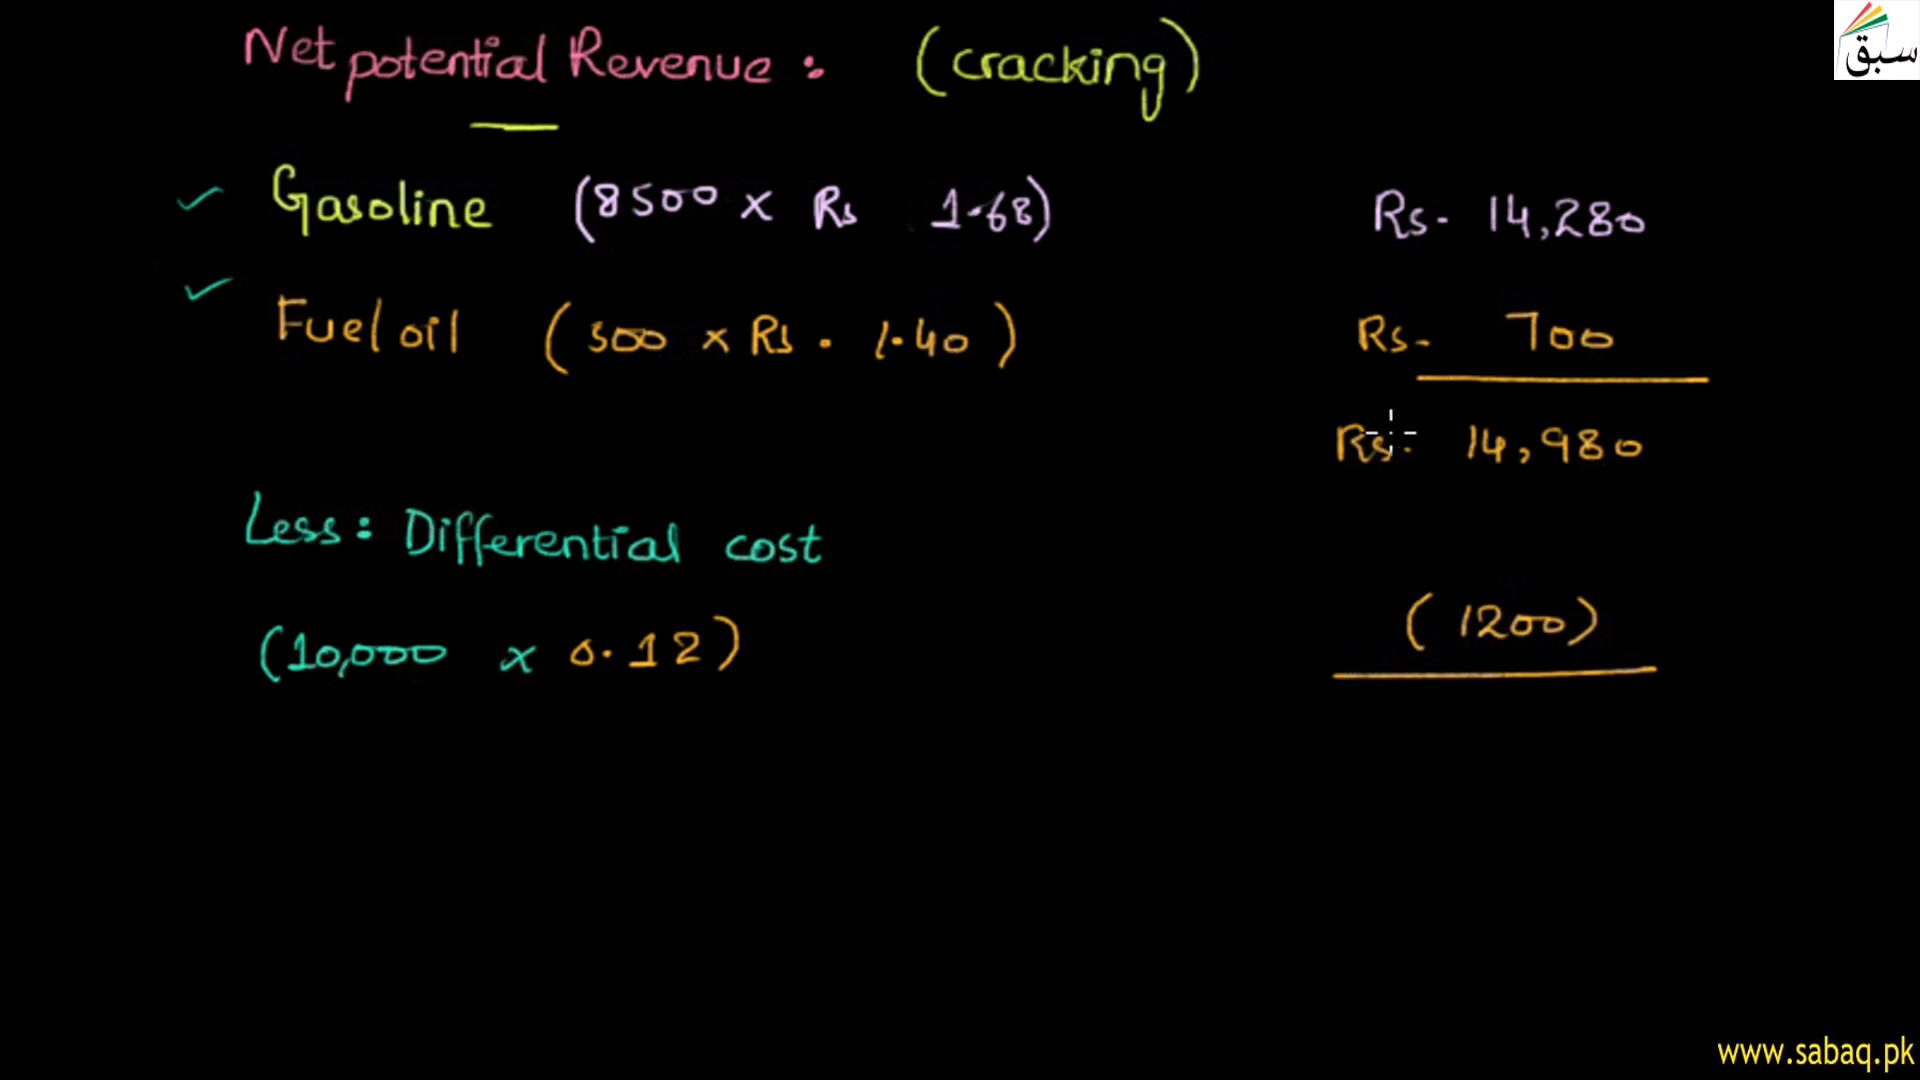 سبق
Net potential Revenue : (cracking)
Gasoline (8500 x Rs 1.68) Rs. 14,280
Fuel oil (500 x Rs. 1.40) Rs. 700
Rs. 14,980
Less: Differential cost
(10,000 x 0.12) (1200)
www.sabaq.pk